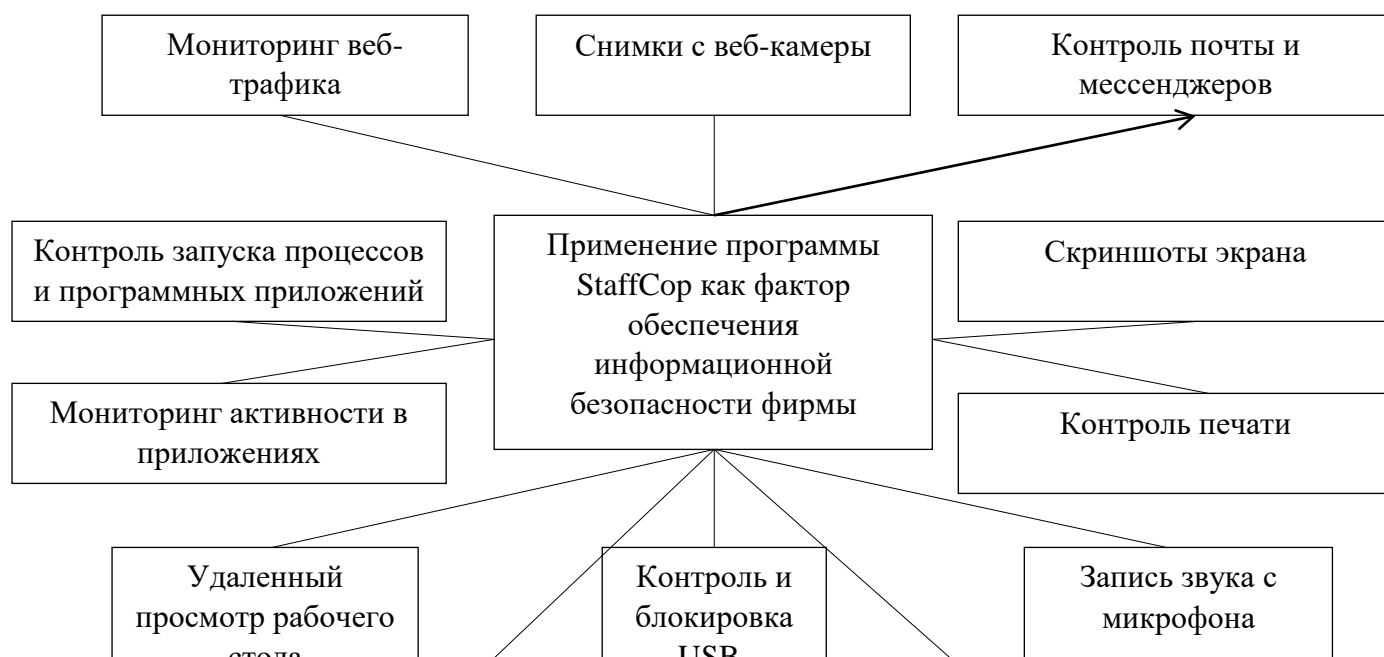 Мониторинг веб-
трафика
Снимки с веб-камеры
Контроль почты и
мессенджеров
Контроль запуска процессов
и программных приложений
Применение программы
StaffCop как фактор
обеспечения
информационной
безопасности фирмы
Скриншоты экрана
Мониторинг активности в
приложениях
Контроль печати
Удаленный
просмотр рабочего
стола
Контроль и
блокировка
USB
Запись звука с
микрофона